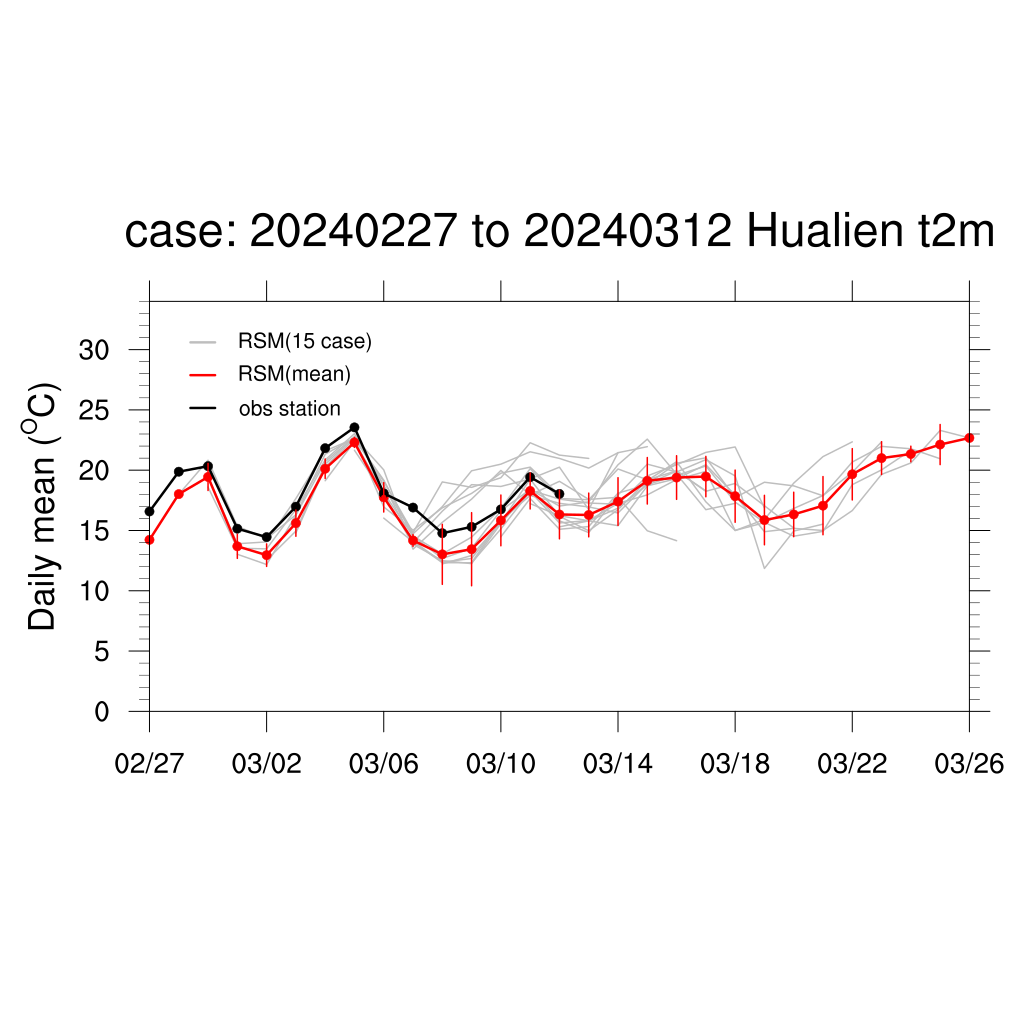 case: 20240227 to 20240312 Hualien t2m
RSM(15 case)
RSM(mean)
obs station
Daily mean (°C)
30
25
20
15
10
5
0
02/27 03/02 03/06 03/10 03/14 03/18 03/22 03/26